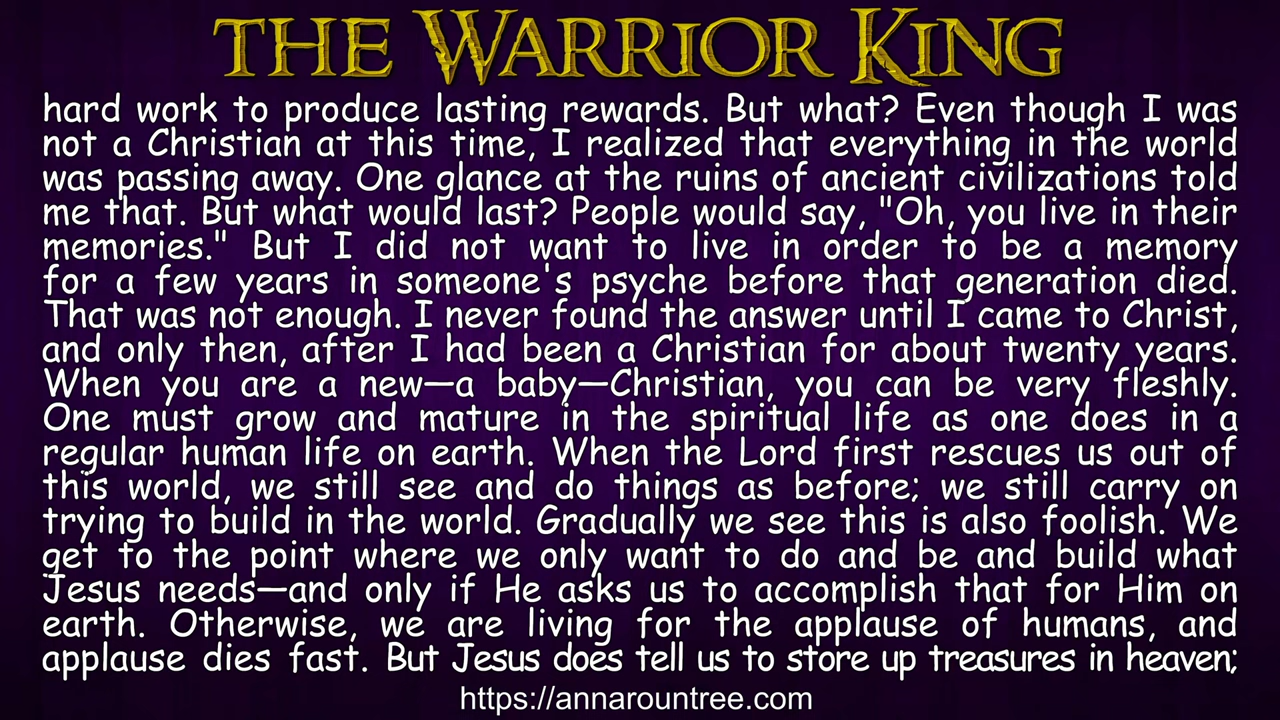 THE WARRIOR KING
hard work to produce lasting rewards. But what? Even though I was
not a Christian at this time, I realized that everything in the world
was passing away. One glance at the ruins of ancient civilizations told
me that. But what would last? People would say, "Oh, you live in their
memories." But I did not want to live in order to be a memory
for a few years in someone's psyche before that generation died.
That was not enough. I never found the answer until I came to Christ,
and only then, after I had been a Christian for about twenty years.
When you are a new—a baby—Christian, you can be very fleshly.
One must grow and mature in the spiritual life as one does in a
regular human life on earth. When the Lord first rescues us out of
this world, we still see and do things as before; we still carry on
trying to build in the world. Gradually we see this is also foolish. We
get to the point where we only want to do and be and build what
Jesus needs—and only if He asks us to accomplish that for Him on
earth. Otherwise, we are living for the applause of humans, and
applause dies fast. But Jesus does tell us to store up treasures in heaven;
https://annarountree.com